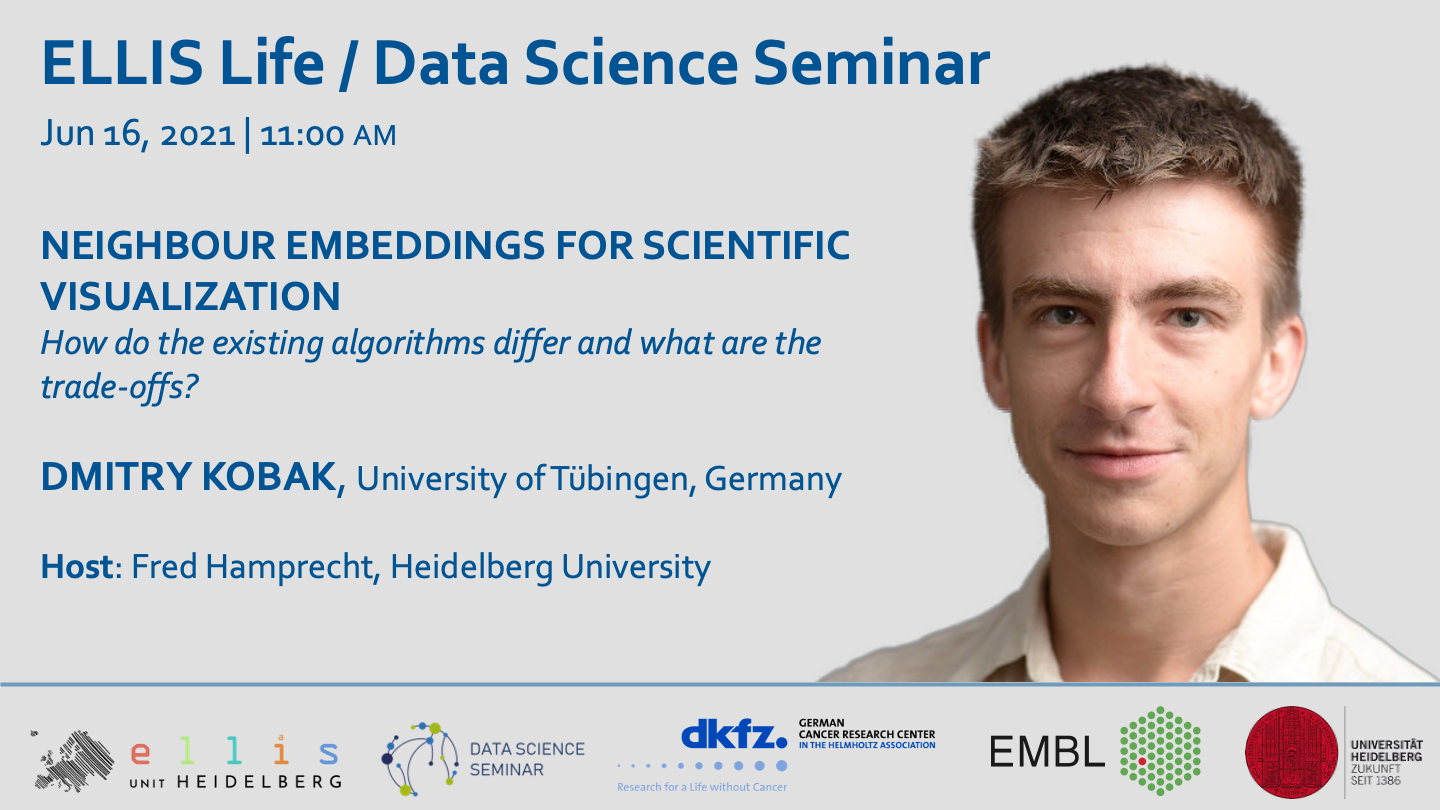 ELLIS Life / Data Science Seminar
Jun 16, 2021 | 11:00 AM
NEIGHBOUR EMBEDDINGS FOR SCIENTIFIC
VISUALIZATION
How do the existing algorithms differ and what are the
trade-offs?
DMITRY KOBAK, University of Tübingen, Germany
Host: Fred Hamprecht, Heidelberg University
a
ellis
UNIT HEIDELBERG
DATA SCIENCE
SEMINAR
dkfz.
GERMAN
CANCER RESEARCH CENTER
IN THE HELMHOLTZ ASSOCIATION
Research for a Life without Cancer
EMBL
UNIVERSITÄT
HEIDELBERG
ZUKUNFT
SEIT 1386